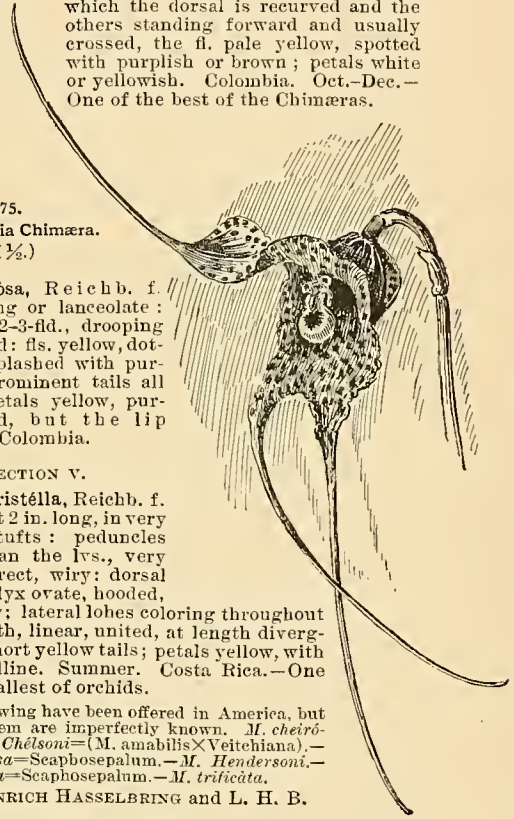 which the dorsal is recurved and the
others standing forward and usually
crossed, the fl. pale yellow, spotted
with purplish or brown; petals white
or yellowish. Colombia. Oct.-Dec.—
One of the best of the Chimæras.
75.
ia Chimæra.
½.)
òsa, Reichb. f.
ng or lanceolate:
2-3-fld., drooping
d: fls. yellow, dot-
plashed with pur-
rominent tails all
etals yellow, pur-
d, but the lip
Colombia.
ECTION V.
ristélla, Reichb. f.
t 2 in. long, in very
tufts: peduncles
an the lvs., very
rect, wiry: dorsal
lyx ovate, hooded,
; lateral lobes coloring throughout
th, linear, united, at length diverg-
hort yellow tails; petals yellow, with
lline. Summer. Costa Rica.—One
allest of orchids.
wing have been offered in America, but
em are imperfectly known. M. cheirò-
Chélsoni=(M. amabilis×Veitchiana).—
sa=Scaphosepalum.—M. Hendersoni.—
a=Scaphosepalum.—M. trificàta.
NRICH HASSELBRING and L. H. B.